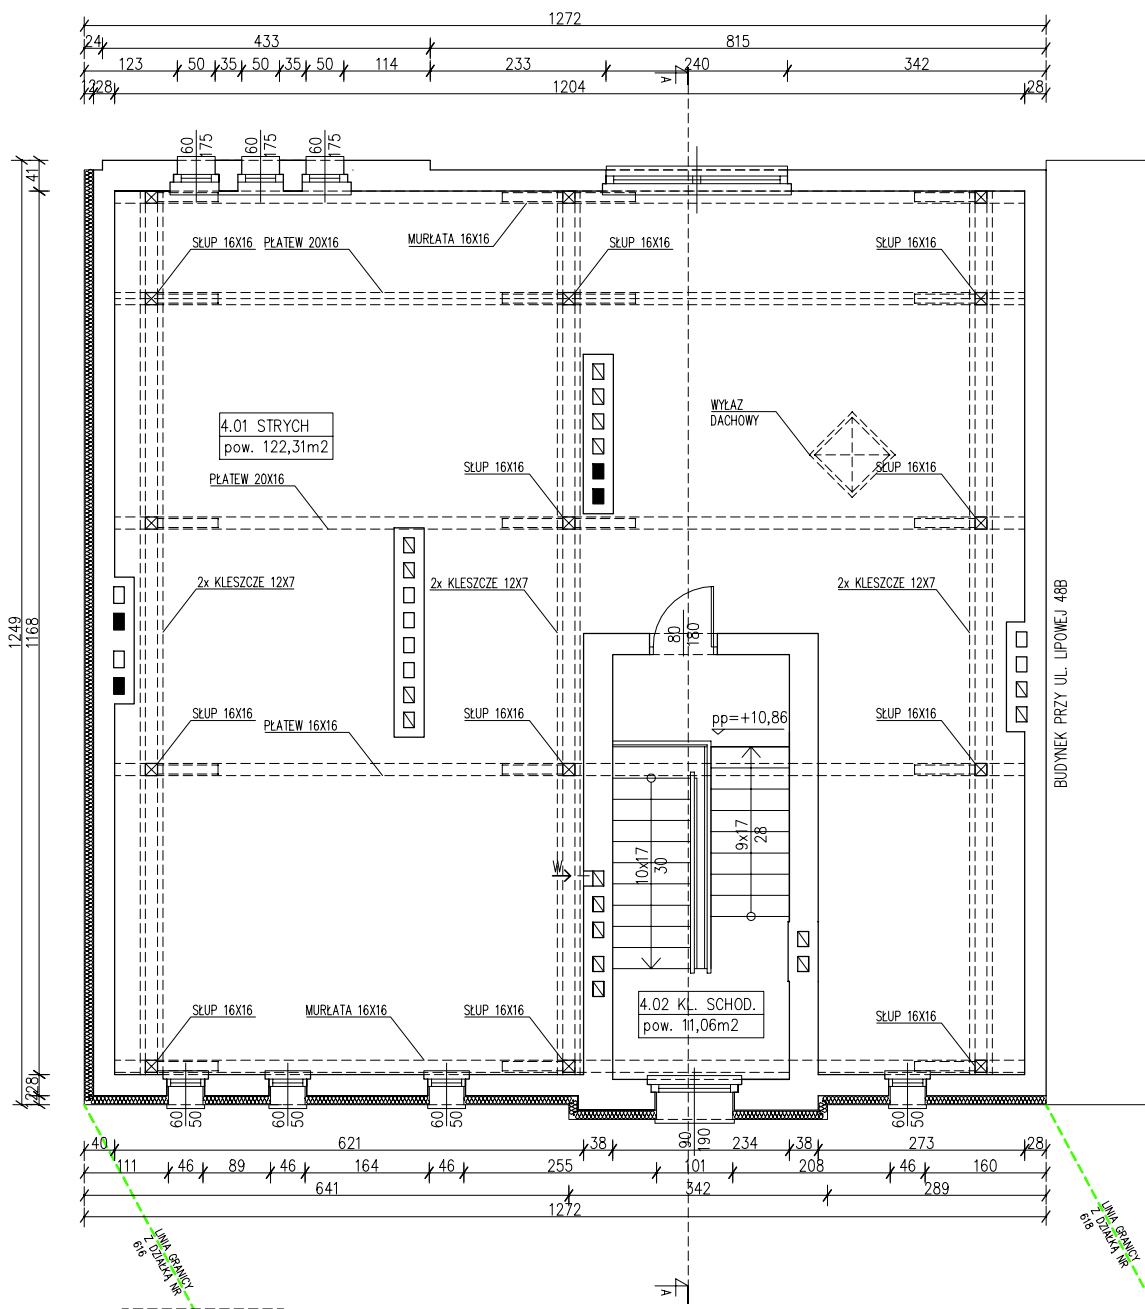 1272
24 433 815
123 50 35 50 35 50 114 233 240 342
A
228 1204 28
60 175 60 175 60 175
41
MURŁATA 16X16
SŁUP 16X16 PŁATEW 20X16 SŁUP 16X16 SŁUP 16X16
WYŁAZ
DACHOWY
4.01 STRYCH
pow. 122,31m2
SŁUP 16X16 SŁUP 16X16
PŁATEW 20X16
2x KLESZCZE 12X7 2x KLESZCZE 12X7 2x KLESZCZE 12X7
80 180
1249 1168
BUDYNEK PRZY UL. LIPOWEJ 48B
SŁUP 16X16 PŁATEW 16X16 SŁUP 16X16 SŁUP 16X16
pp=+10,86
10x17
30
9x17
28
W
4.02 KL. SCHOD.
pow. 11,06m2
SŁUP 16X16 MURŁATA 16X16 SŁUP 16X16 SŁUP 16X16
228
60 50 60 50 60 50 90 190 60 50
40 621 38 234 38 273 28
111 46 89 46 164 46 255 101 208 46 160
641 342 289
1272
LINIA GRANICY
Z DZIAŁKĄ NR
616
LINIA GRANICY
Z DZIAŁKĄ NR
618
A